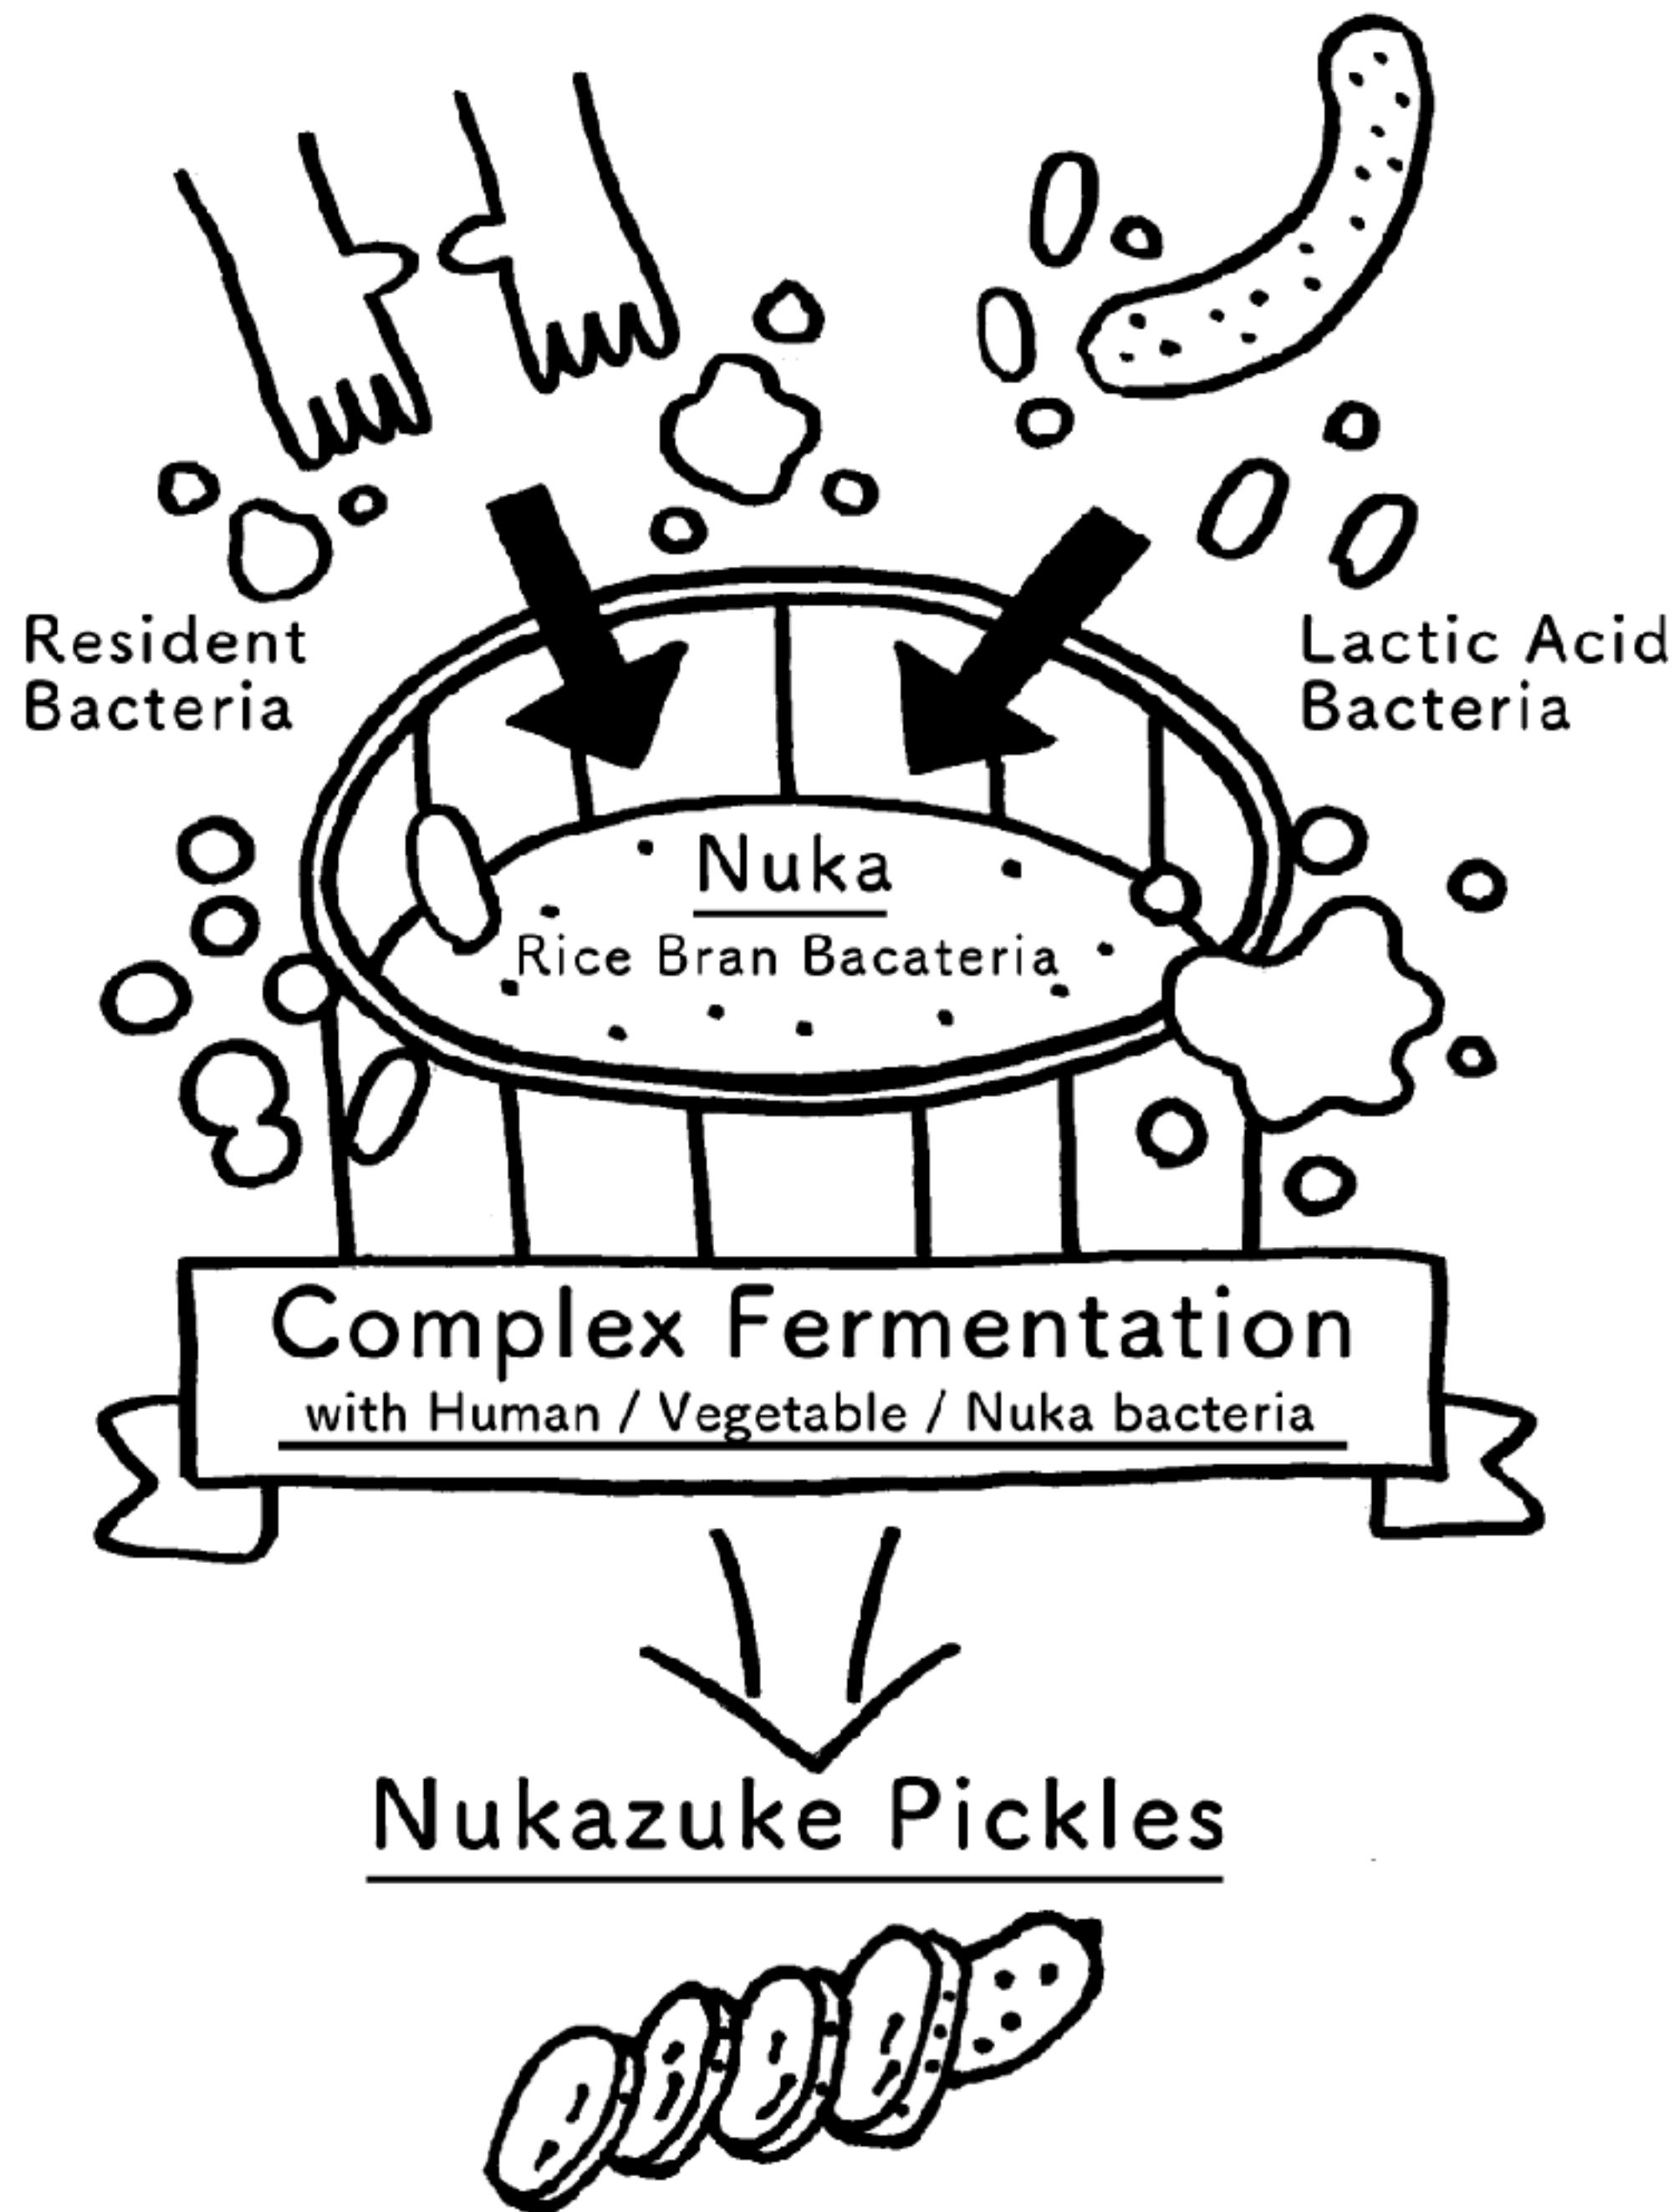 Resident
Bacteria
Lactic Acid
Bacteria
Nuka
Rice Bran Bacateria
Complex Fermentation
with Human / Vegetable / Nuka bacteria
Nukazuke Pickles